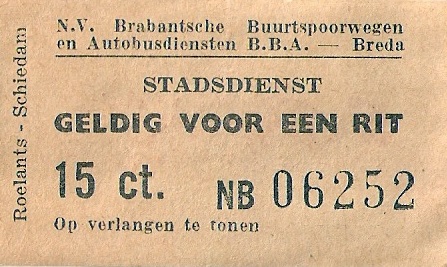 N.V. Brabantsche Buurtspoorwegen
en Autobusdiensten B.B.A. — Breda
STADSDIENST
GELDIG VOOR EEN RIT
15 ct. NB 06252
Op verlangen te tonen
Roelants - Schiedam